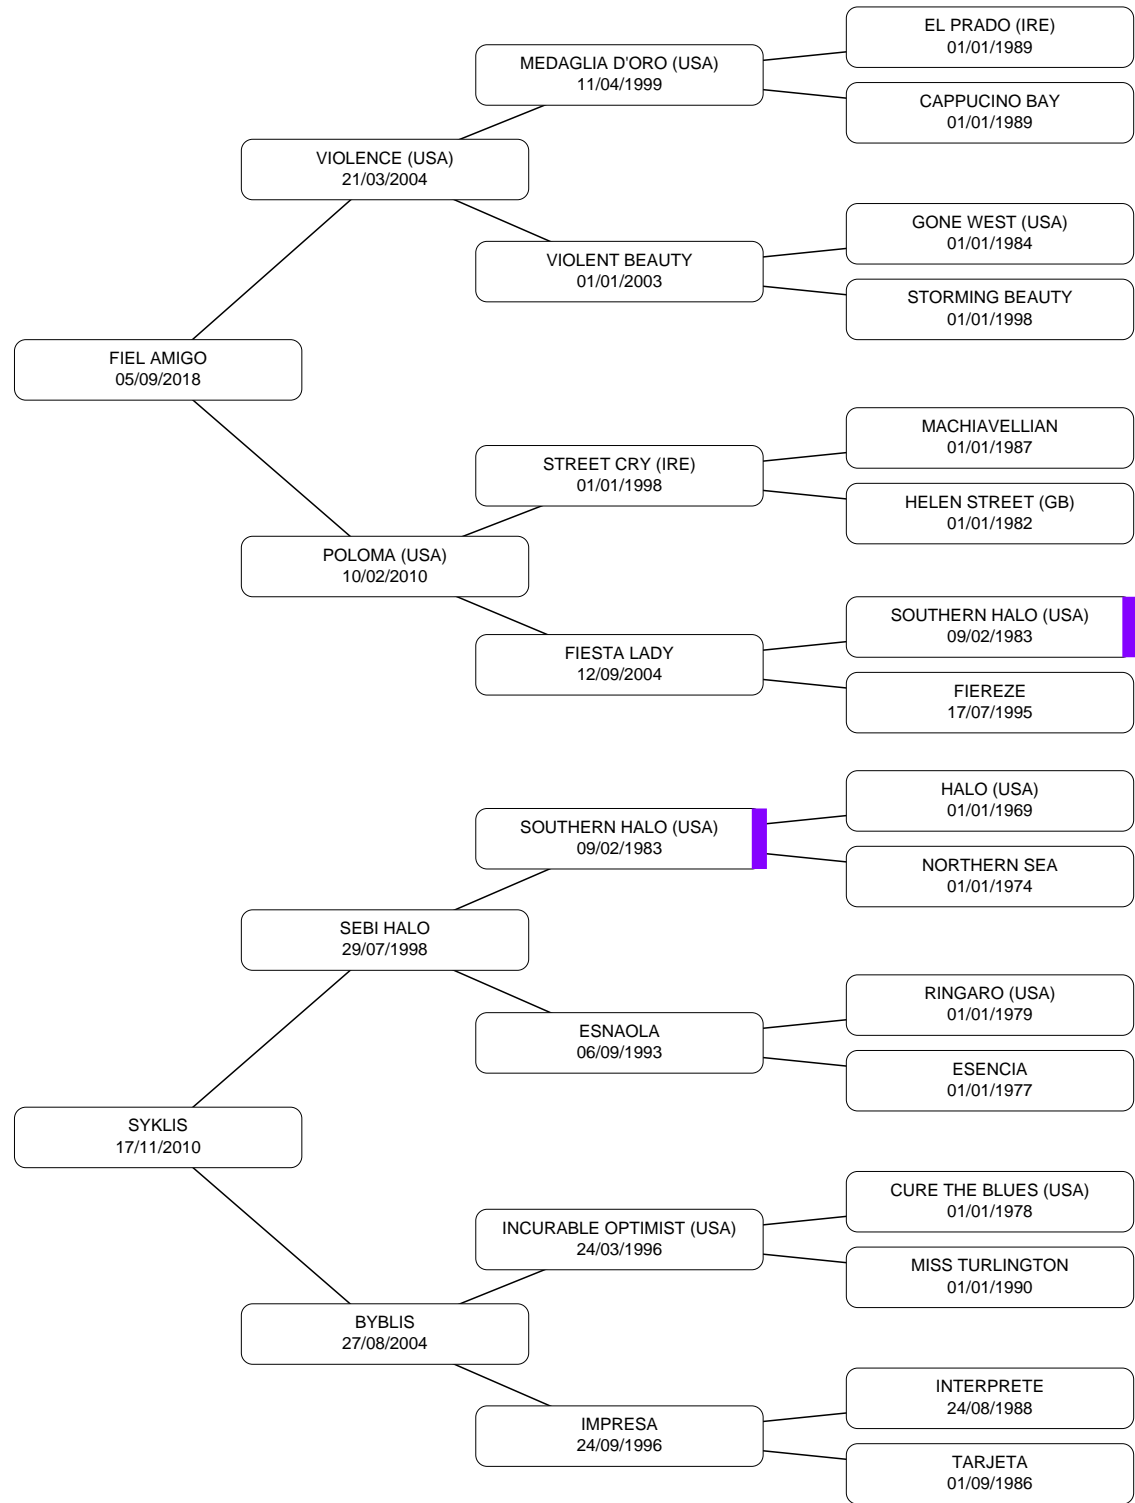 EL PRADO (IRE)
01/01/1989
MEDAGLIA D'ORO (USA)
11/04/1999
CAPPUCINO BAY
01/01/1989
VIOLENCE (USA)
21/03/2004
GONE WEST (USA)
01/01/1984
VIOLENT BEAUTY
01/01/2003
STORMING BEAUTY
01/01/1998
FIEL AMIGO
05/09/2018
MACHIAVELLIAN
01/01/1987
STREET CRY (IRE)
01/01/1998
HELEN STREET (GB)
01/01/1982
POLOMA (USA)
10/02/2010
SOUTHERN HALO (USA)
09/02/1983
FIESTA LADY
12/09/2004
FIEREZE
17/07/1995
HALO (USA)
01/01/1969
SOUTHERN HALO (USA)
09/02/1983
NORTHERN SEA
01/01/1974
SEBI HALO
29/07/1998
RINGARO (USA)
01/01/1979
ESNAOLA
06/09/1993
ESENCIA
01/01/1977
SYKLIS
17/11/2010
CURE THE BLUES (USA)
01/01/1978
INCURABLE OPTIMIST (USA)
24/03/1996
MISS TURLINGTON
01/01/1990
BYBLIS
27/08/2004
INTERPRETE
24/08/1988
IMPRESA
24/09/1996
TARJETA
01/09/1986